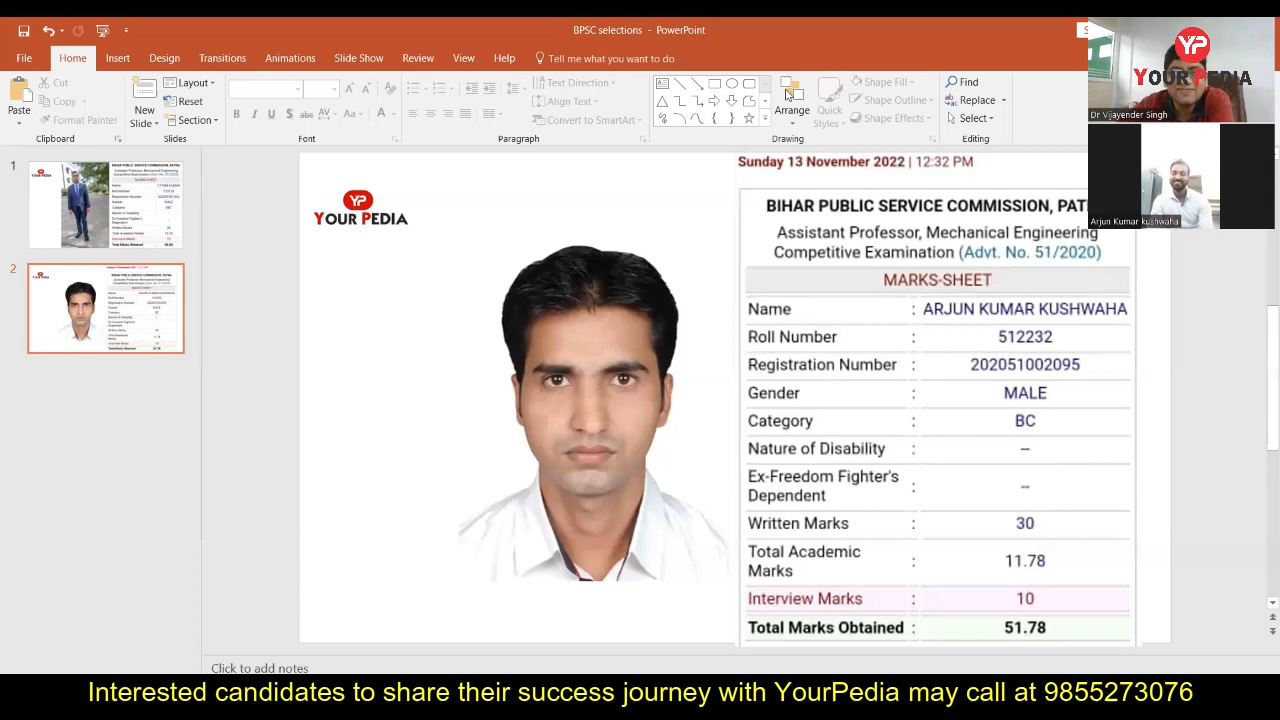 BPSC selections - PowerPoint
File Home Insert Design Transitions Animations Slide Show Review View Help Tell me what you want to do
Paste
Cut
Copy
Format Painter
Clipboard
New
Slide
Layout
Reset
Section
Slides
B I U S abc AV Aa A
Font
Text Direction
Align Text
Convert to SmartArt
Paragraph
Arrange
Quick
Styles
Shape Fill
Shape Outline
Shape Effects
Drawing
Find
Replace
Select
Editing
YP
YOUR PEDIA
Dr Vijayender Singh
Arjun Kumar kushwaha
1
2
YP
YOUR PEDIA
Sunday 13 November 2022 | 12:32 PM
BIHAR PUBLIC SERVICE COMMISSION, PAT
Assistant Professor, Mechanical Engineering
Competitive Examination (Advt. No. 51/2020)
MARKS-SHEET
Name : ARJUN KUMAR KUSHWAHA
Roll Number : 512232
Registration Number : 202051002095
Gender : MALE
Category : BC
Nature of Disability : --
Ex-Freedom Fighter's
Dependent : --
Written Marks : 30
Total Academic
Marks : 11.78
Interview Marks : 10
Total Marks Obtained : 51.78
Click to add notes
Interested candidates to share their success journey with YourPedia may call at 9855273076